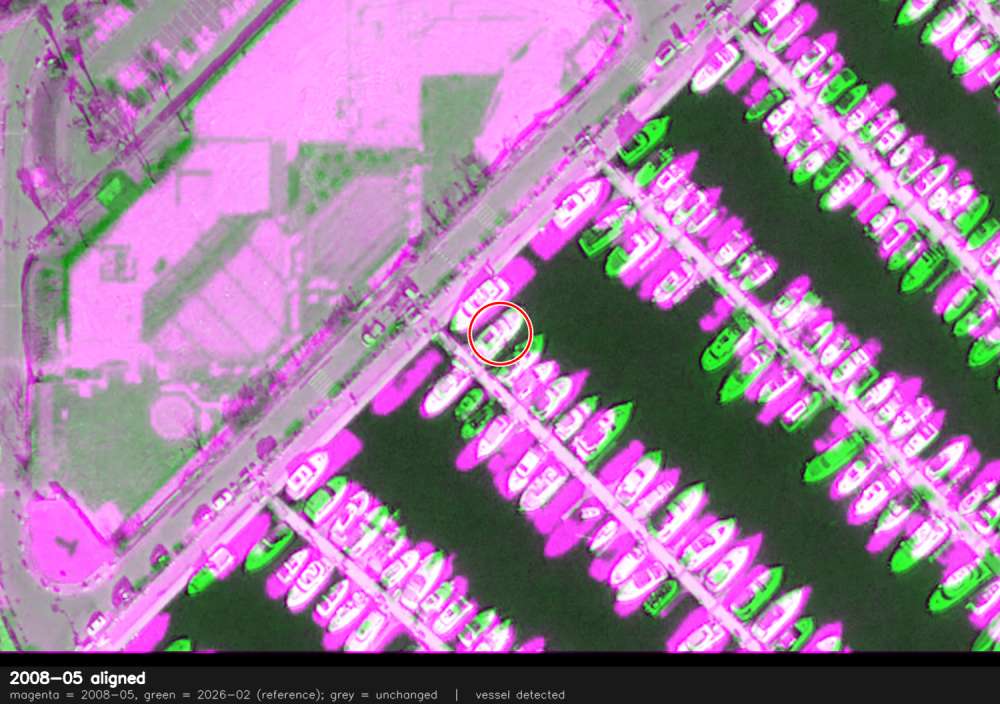 2008-05 aligned
magenta = 2008-05, green = 2026-02 (reference); grey = unchanged | vessel detected